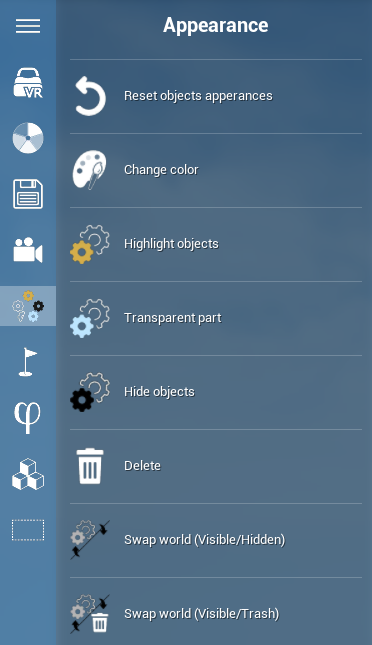 Appearance
VR
Reset objects apperances
Change color
Highlight objects
Transparent part
Hide objects
φ
Delete
Swap world (Visible/Hidden)
Swap world (Visible/Trash)